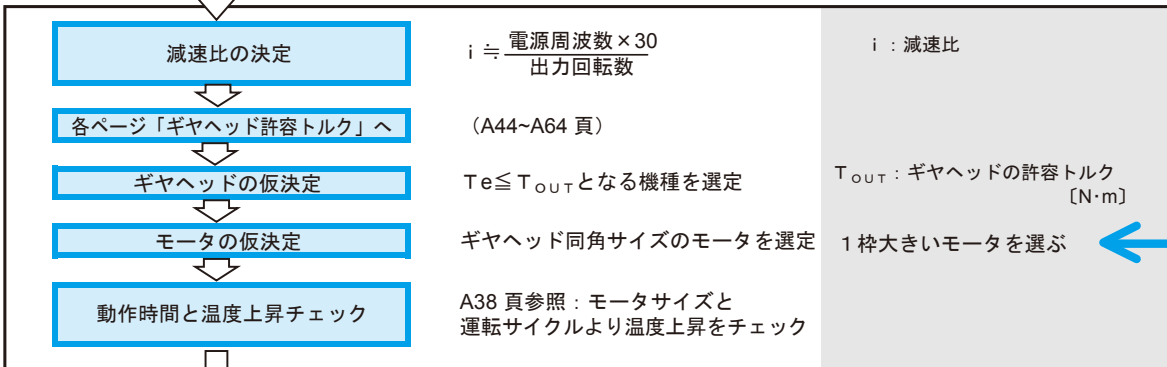 減速比の決定
i ≒ 電源周波数×30
出力回転数
i : 減速比
各ページ「ギヤヘッド許容トルク」へ
（A44~A64 頁）
ギヤヘッドの仮決定
Te≦TOUTとなる機種を選定
TOUT : ギヤヘッドの許容トルク
〔N·m〕
モータの仮決定
ギヤヘッド同角サイズのモータを選定
1枠大きいモータを選ぶ
動作時間と温度上昇チェック
A38 頁参照：モータサイズと
運転サイクルより温度上昇をチェック